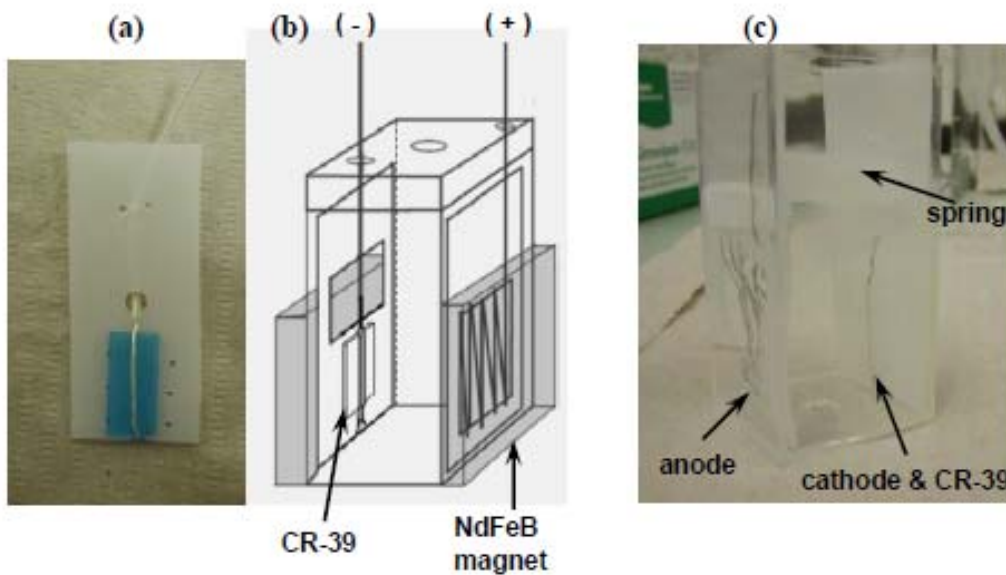 (a) (b) (-) (+) (c)
spring
anode
cathode & CR-39
CR-39
NdFeB
magnet